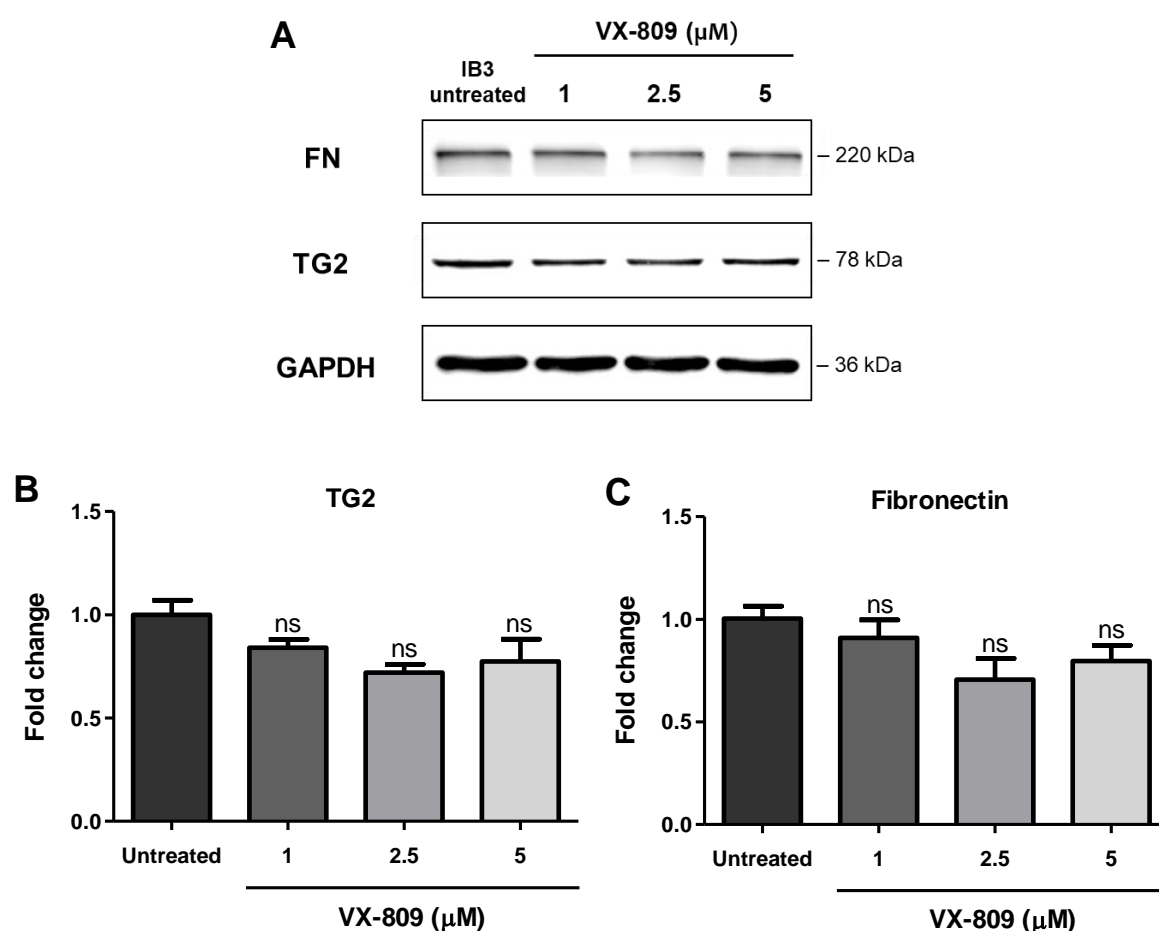 A
VX-809 (μM)
IB3
untreated
1 2.5 5
FN
– 220 kDa
TG2
– 78 kDa
GAPDH
– 36 kDa
B
TG2
1.5
1.0
0.5
0.0
Fold change
ns
ns
ns
Untreated 1 2.5 5
VX-809 (μM)
C
Fibronectin
1.5
1.0
0.5
0.0
Fold change
ns
ns
ns
Untreated 1 2.5 5
VX-809 (μM)